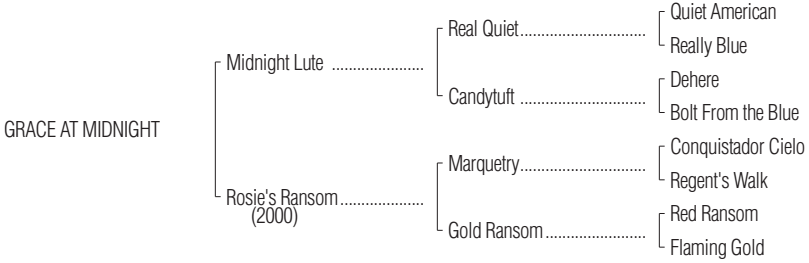 Quiet American
Real Quiet..............................
Really Blue
Midnight Lute ......................
Dehere
Candytuft ..............................
Bolt From the Blue
GRACE AT MIDNIGHT
Conquistador Cielo
Marquetry..............................
Regent's Walk
Rosie's Ransom....................
(2000)
Red Ransom
Gold Ransom........................
Flaming Gold